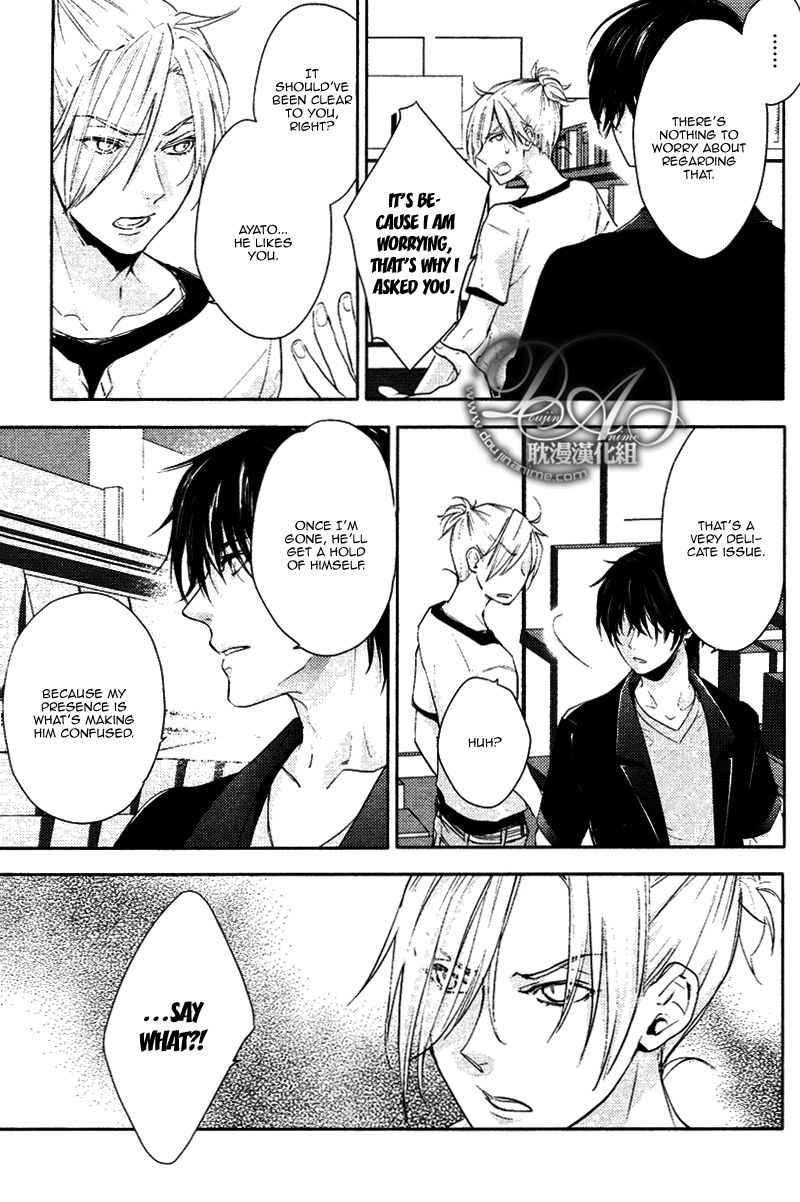 ......
THERE'S
NOTHING TO
WORRY ABOUT
REGARDING
THAT.
IT'S BE-
CAUSE I AM
WORRYING,
THAT'S WHY I
ASKED YOU.
IT
SHOULD'VE
BEEN CLEAR
TO YOU,
RIGHT?
AYATO...
HE LIKES
YOU.
DoujinAnime
www.doujinanime.com
耽漫漢化組
THAT'S A
VERY DELI-
CATE ISSUE.
HUH?
ONCE I'M
GONE, HE'LL
GET A HOLD
OF HIMSELF.
BECAUSE MY
PRESENCE IS
WHAT'S MAKING
HIM CONFUSED.
...SAY
WHAT?!